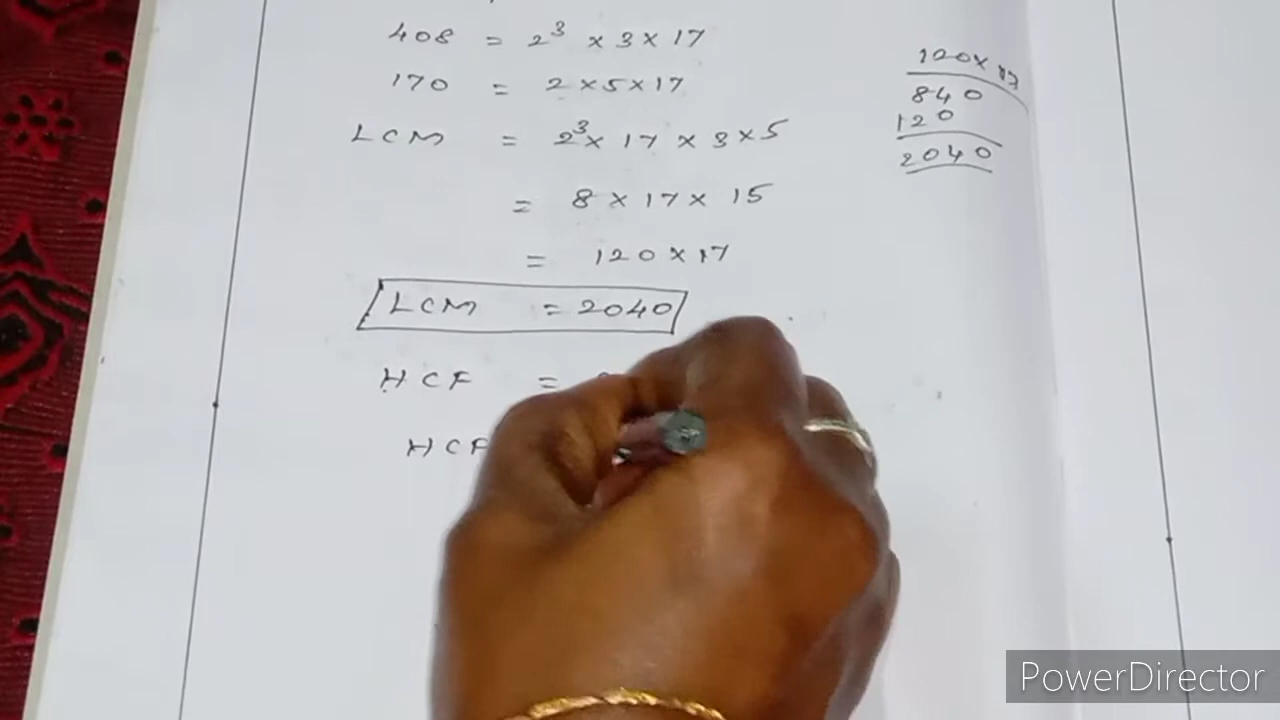 408 = 2³ × 3 × 17
170 = 2 × 5 × 17
LCM = 2³ × 17 × 3 × 5
= 8 × 17 × 15
= 120 × 17
LCM = 2040
HCF =
HCF
120 × 17
840
120
2040
PowerDirector